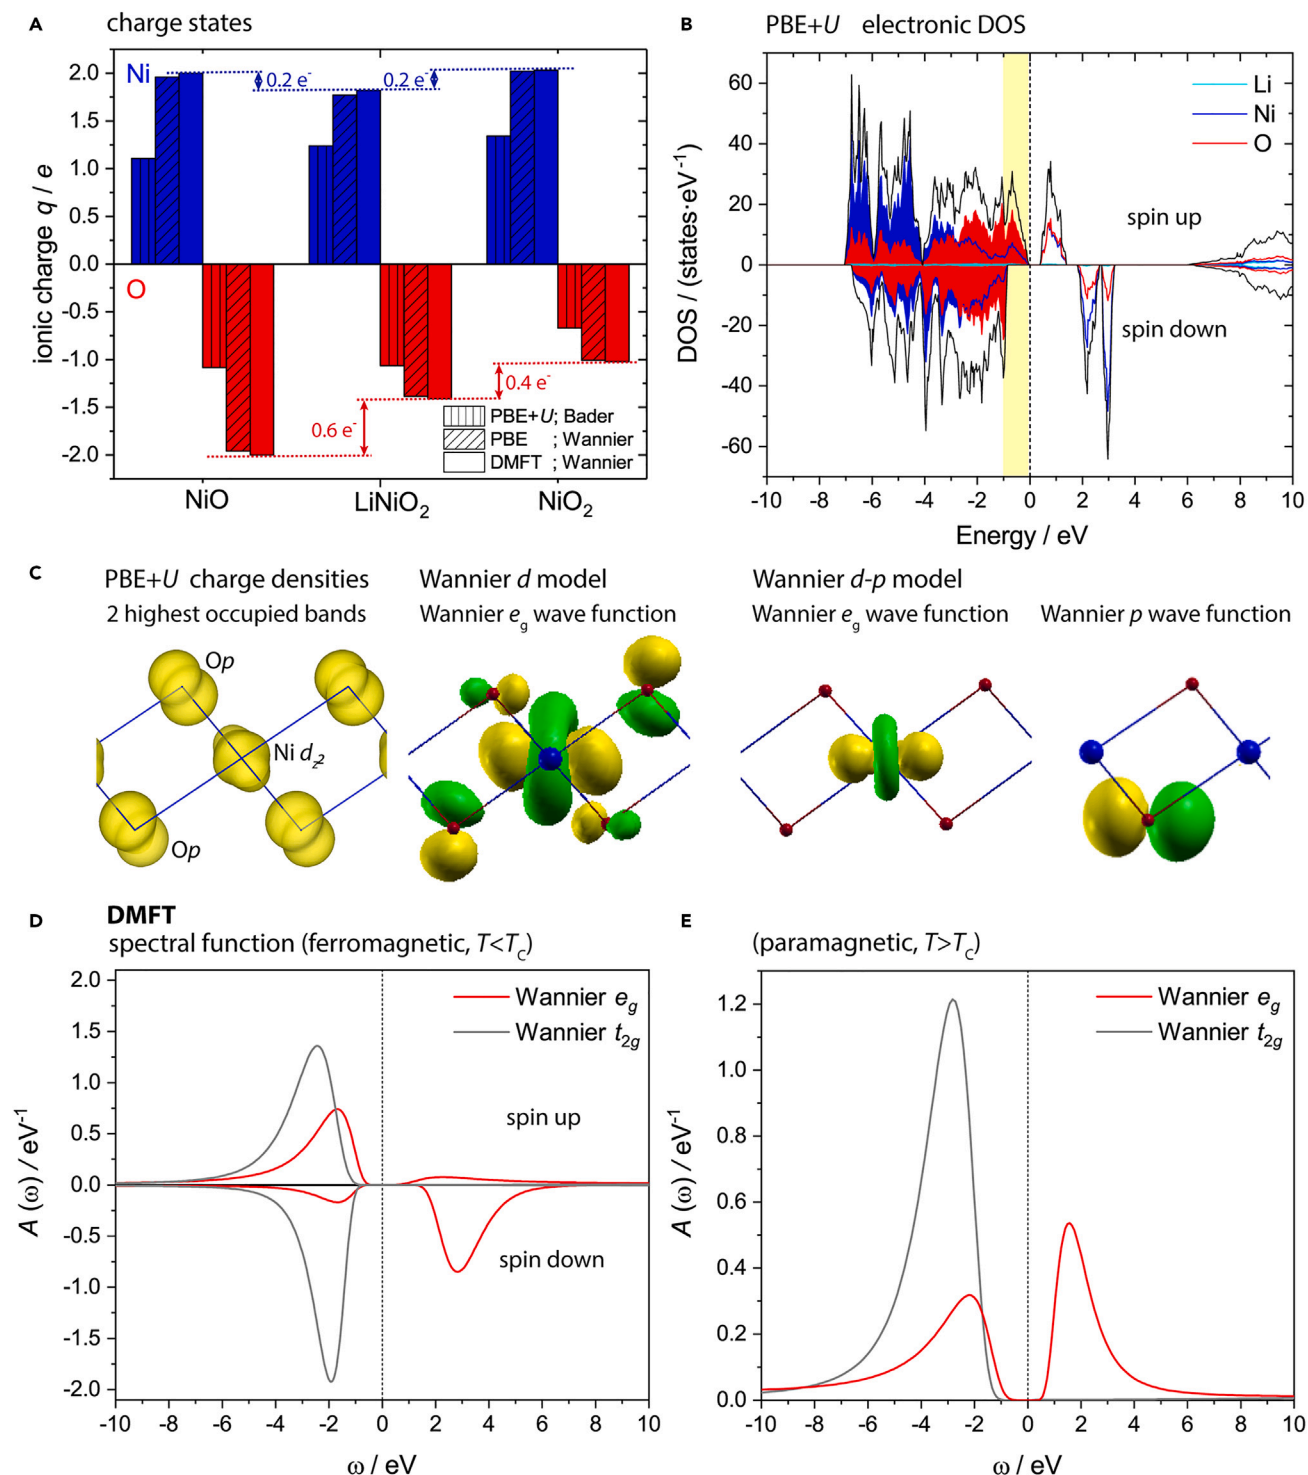 A charge states
Ni
O
0.2 e⁻
0.2 e⁻
0.6 e⁻
0.4 e⁻
PBE+U; Bader
PBE ; Wannier
DMFT ; Wannier
ionic charge q / e
2.0
1.5
1.0
0.5
0.0
-0.5
-1.0
-1.5
-2.0
NiO LiNiO₂ NiO₂
B PBE+U electronic DOS
Li
Ni
O
spin up
spin down
DOS / (states·eV⁻¹)
60
40
20
0
-20
-40
-60
-10 -8 -6 -4 -2 0 2 4 6 8 10
Energy / eV
C PBE+U charge densities
2 highest occupied bands
Op
Ni d_z²
Op
Wannier d model
Wannier e_g wave function
Wannier d-p model
Wannier e_g wave function
Wannier p wave function
D DMFT
spectral function (ferromagnetic, T<T_C)
Wannier e_g
Wannier t_2g
spin up
spin down
A (ω) / eV⁻¹
2.0
1.5
1.0
0.5
0.0
-0.5
-1.0
-1.5
-2.0
-10 -8 -6 -4 -2 0 2 4 6 8 10
ω / eV
E (paramagnetic, T>T_C)
Wannier e_g
Wannier t_2g
A (ω) / eV⁻¹
1.2
1.0
0.8
0.6
0.4
0.2
0.0
-10 -8 -6 -4 -2 0 2 4 6 8 10
ω / eV